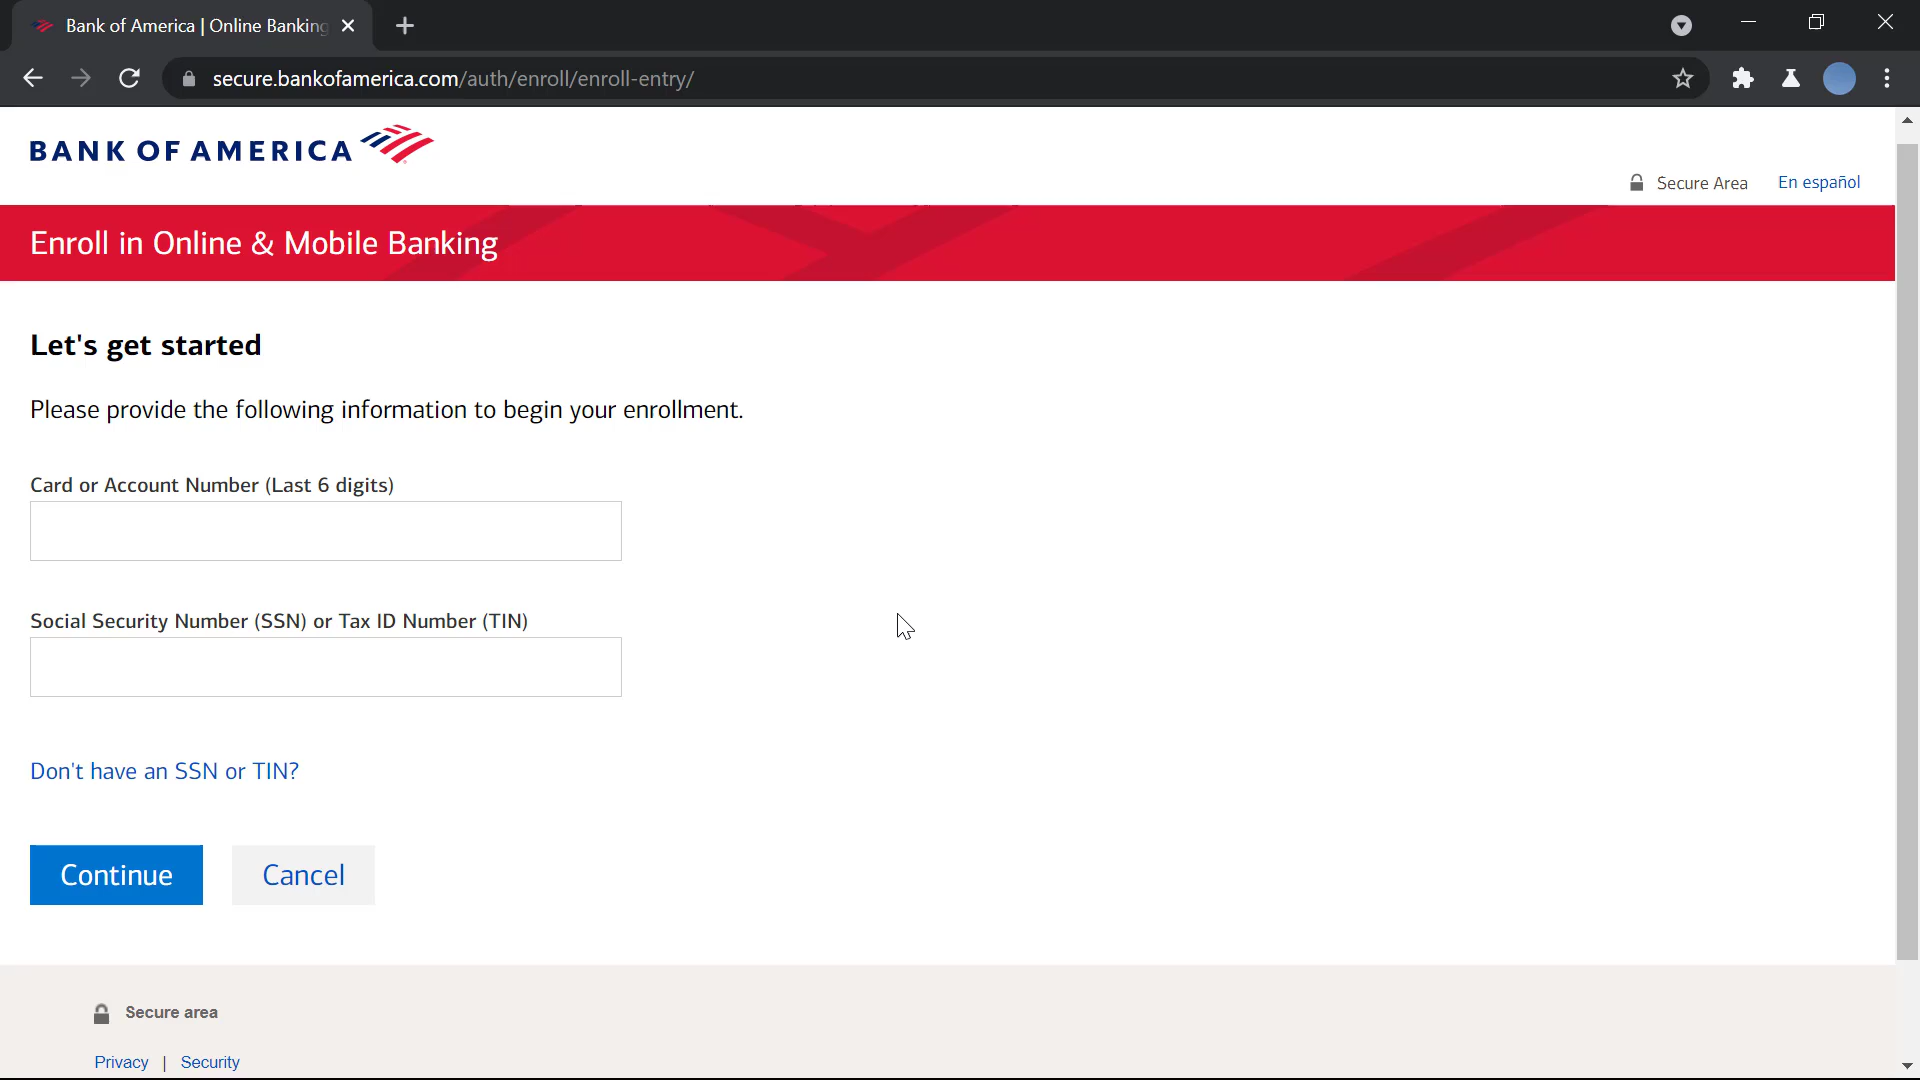 Bank of America | Online Banking
secure.bankofamerica.com/auth/enroll/enroll-entry/
BANK OF AMERICA
Secure Area En español
Enroll in Online & Mobile Banking
Let's get started
Please provide the following information to begin your enrollment.
Card or Account Number (Last 6 digits)
Social Security Number (SSN) or Tax ID Number (TIN)
Don't have an SSN or TIN?
Continue Cancel
Secure area
Privacy | Security